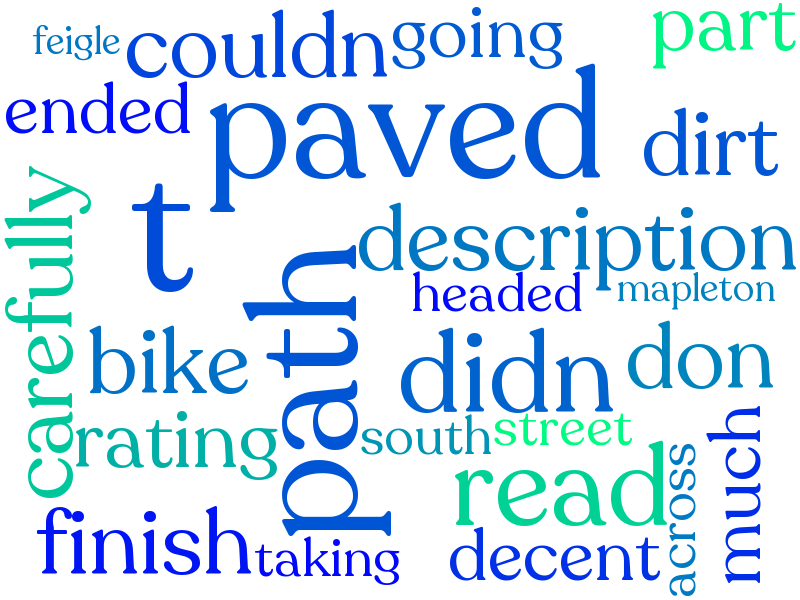 feigle
couldn
going
part
ended
paved
dirt
t
carefully
description
path
headed
mapleton
bike
didn
don
rating
south
street
read
much
across
finish
taking
decent